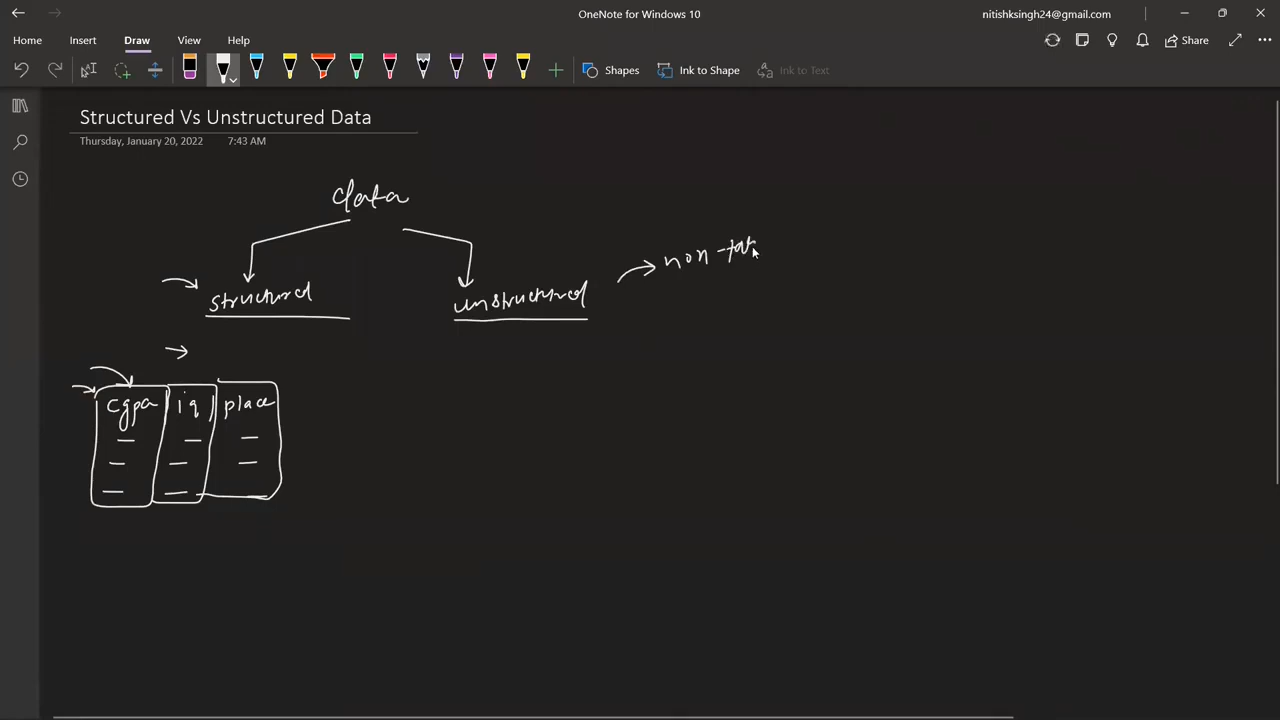 OneNote for Windows 10
nitishksingh24@gmail.com
Home Insert Draw View Help
Share
Shapes Ink to Shape Ink to Text
Structured Vs Unstructured Data
Thursday, January 20, 2022 7:43 AM
data
structured unstructured non-tab
cgpa iq place